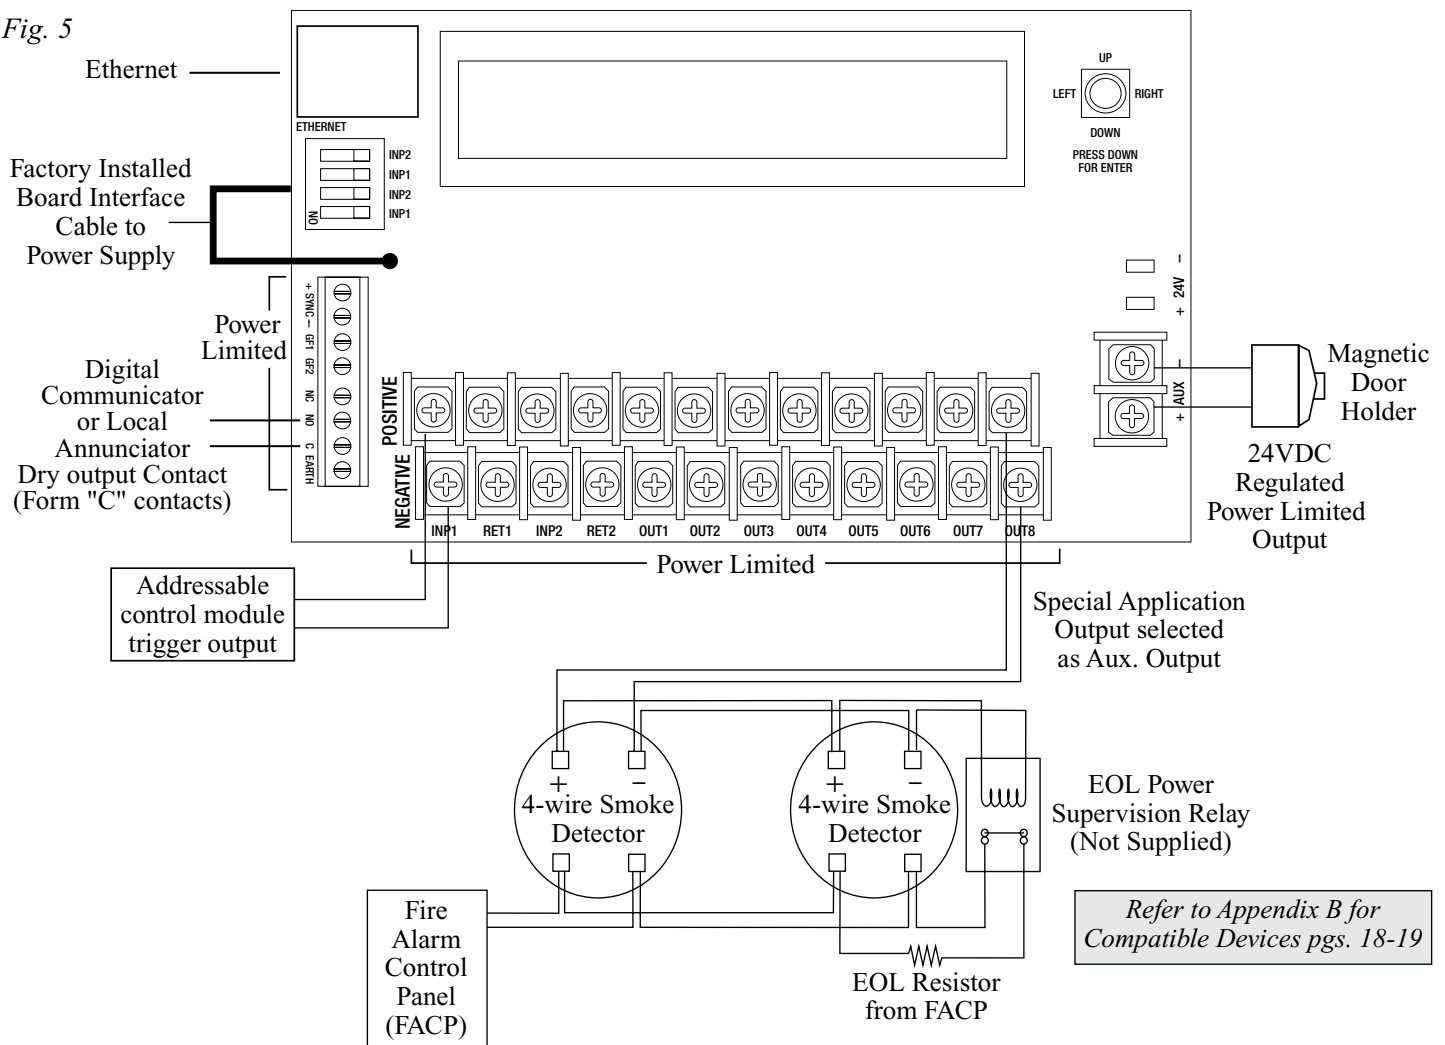 Fig. 5
Ethernet
ETHERNET
INP2
INP1
INP2
INP1
ON
UP
LEFT
RIGHT
DOWN
PRESS DOWN
FOR ENTER
Factory Installed
Board Interface
Cable to
Power Supply
+ SYNC –
GF1
GF2
NC
NO
C
EARTH
Power
Limited
Digital
Communicator
or Local
Annunciator
Dry output Contact
(Form "C" contacts)
+ 24V –
+ AUX –
Magnetic
Door
Holder
24VDC
Regulated
Power Limited
Output
POSITIVE
NEGATIVE
INP1
RET1
INP2
RET2
OUT1
OUT2
OUT3
OUT4
OUT5
OUT6
OUT7
OUT8
Power Limited
Addressable
control module
trigger output
Special Application
Output selected
as Aux. Output
+ –
4-wire Smoke
Detector
+ –
4-wire Smoke
Detector
EOL Power
Supervision Relay
(Not Supplied)
Fire
Alarm
Control
Panel
(FACP)
EOL Resistor
from FACP
Refer to Appendix B for
Compatible Devices pgs. 18-19